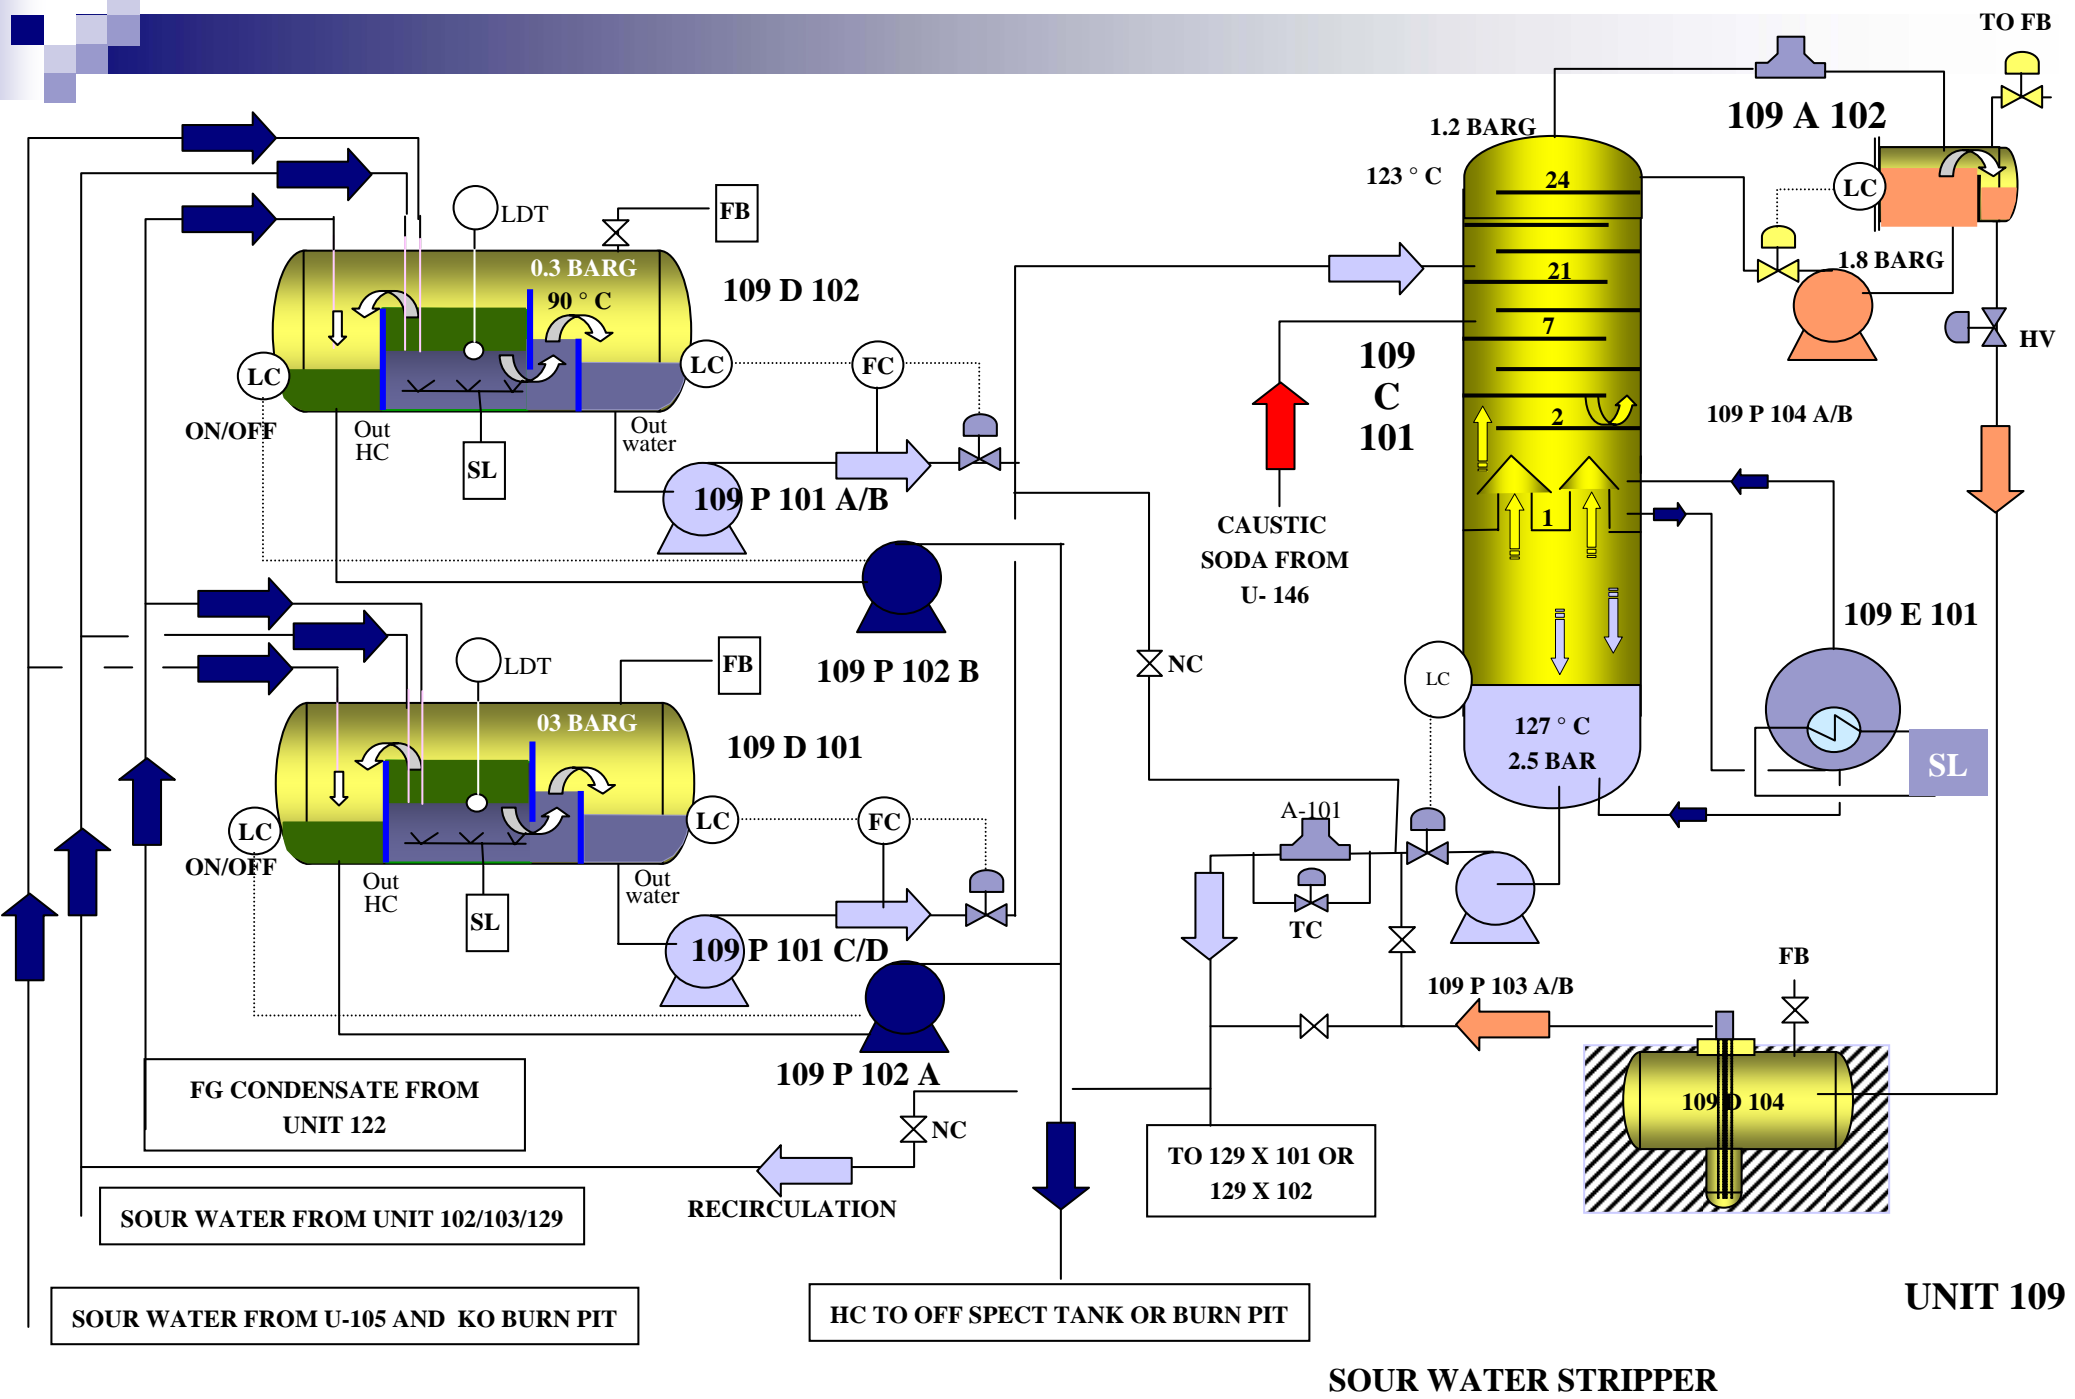 TO FB
109 A 102
1.2 BARG
123 ° C
24
LC
LDT
FB
0.3 BARG
90 ° C
109 D 102
21
1.8 BARG
7
HV
109
C
101
LC
LC
FC
ON/OFF
Out
HC
Out
water
SL
109 P 101 A/B
2
109 P 104 A/B
1
CAUSTIC
SODA FROM
U- 146
109 E 101
109 P 102 B
NC
LC
LDT
FB
03 BARG
109 D 101
127 ° C
2.5 BAR
SL
A-101
LC
LC
FC
ON/OFF
Out
HC
Out
water
SL
109 P 101 C/D
TC
FB
109 P 103 A/B
109 P 102 A
FG CONDENSATE FROM
UNIT 122
109 D 104
NC
TO 129 X 101 OR
129 X 102
RECIRCULATION
SOUR WATER FROM UNIT 102/103/129
SOUR WATER FROM U-105 AND KO BURN PIT
HC TO OFF SPECT TANK OR BURN PIT
UNIT 109
SOUR WATER STRIPPER